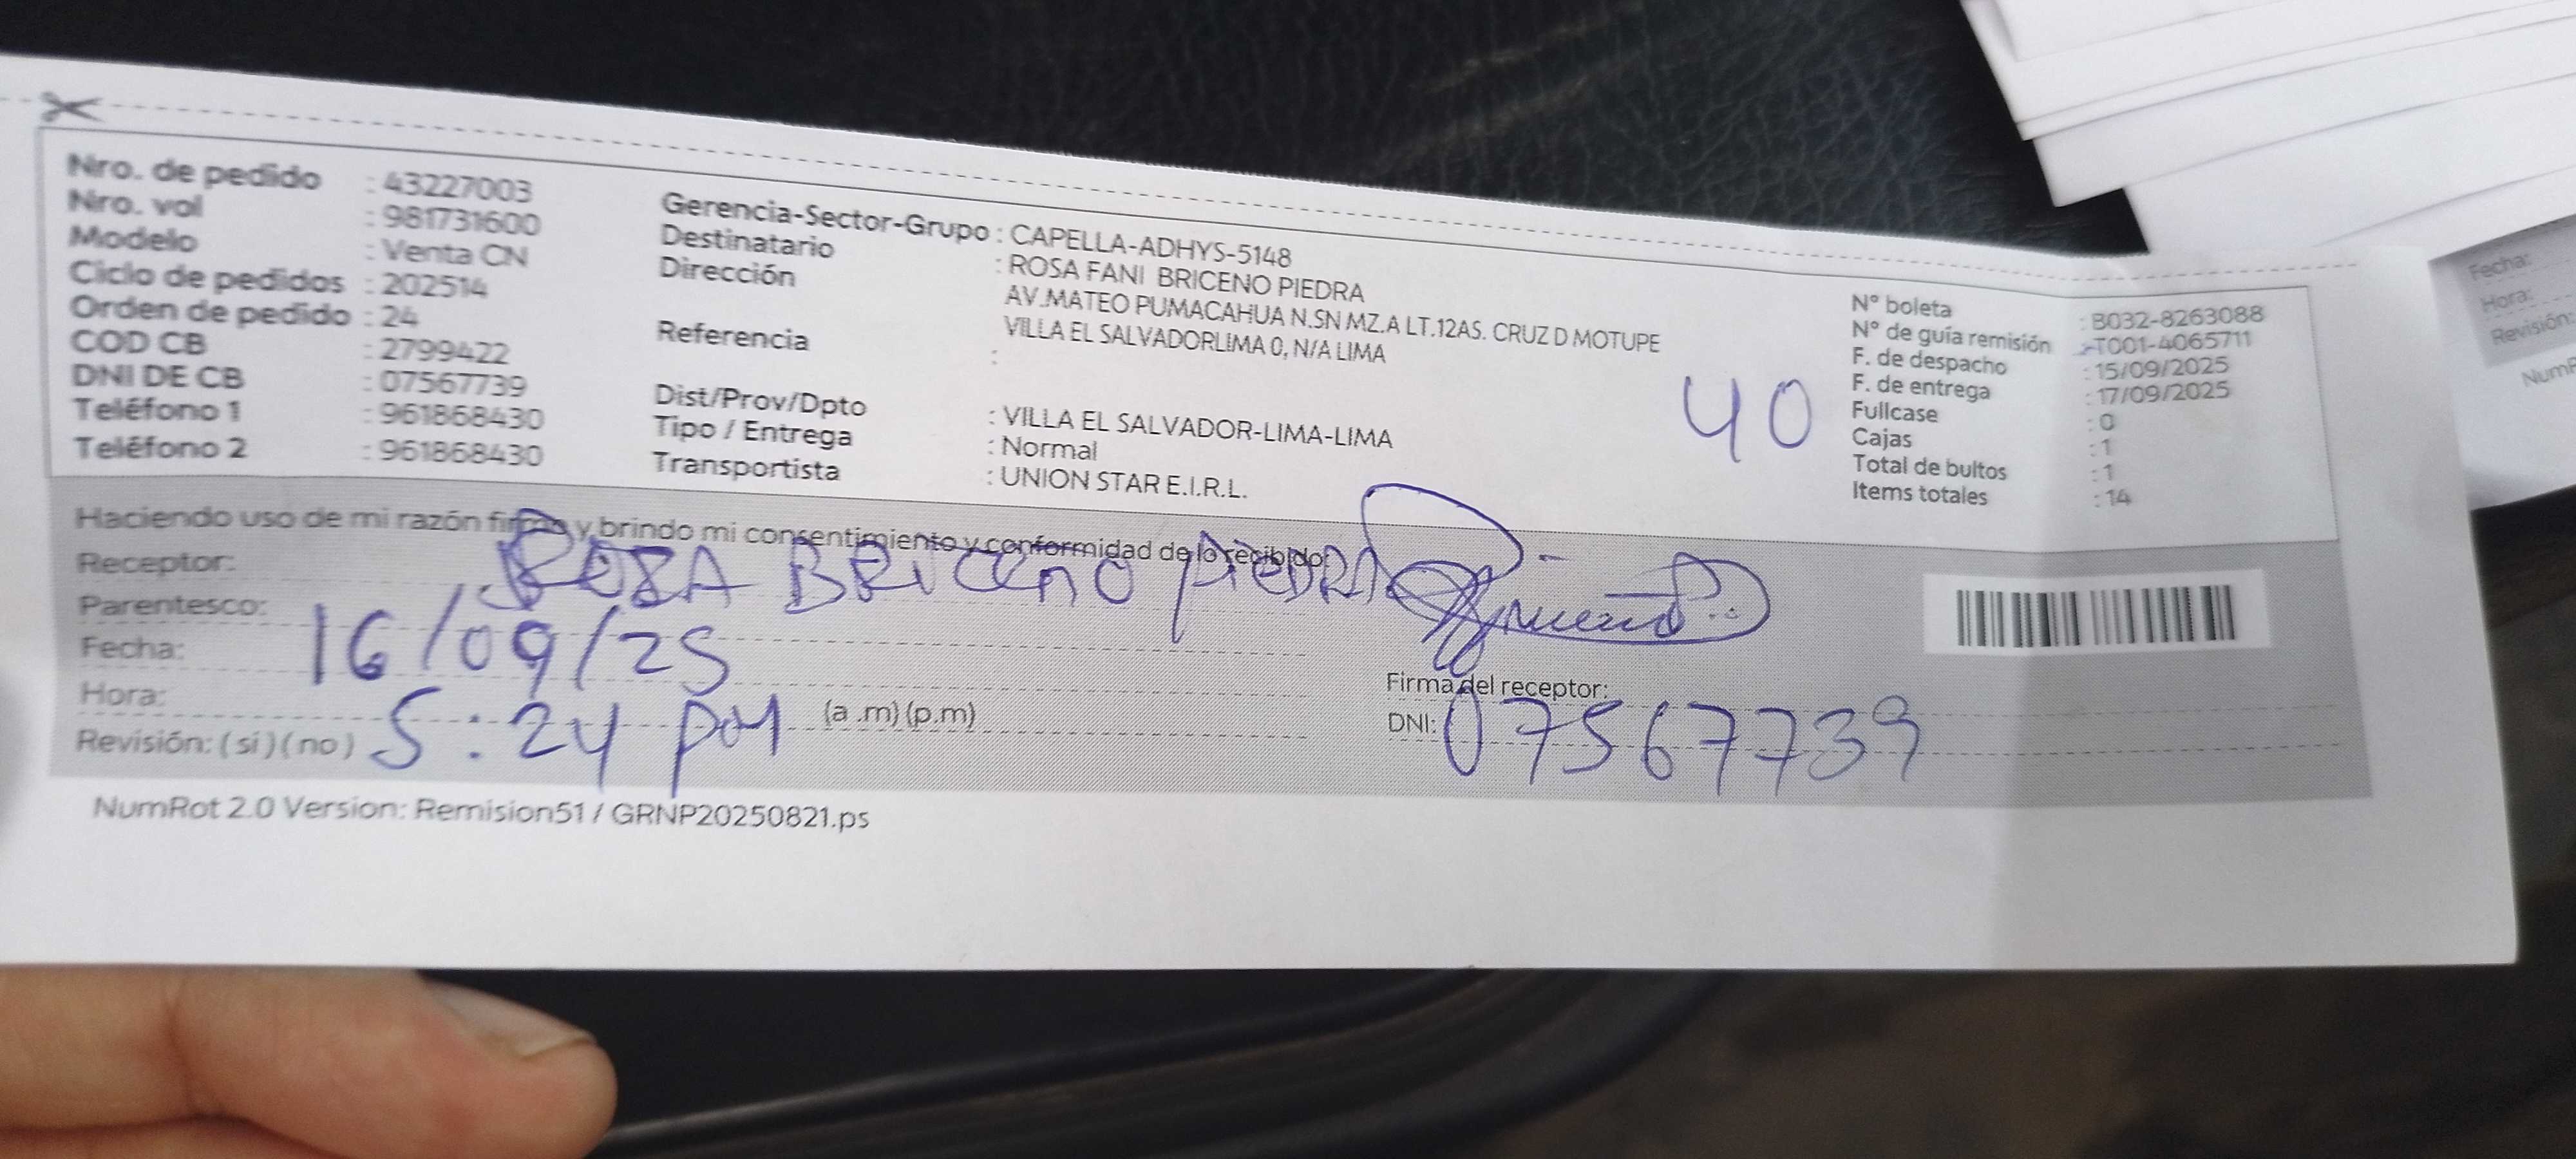 Nro. de pedido : 43227003
Nro. vol : 981731600
Modelo : Venta CN
Ciclo de pedidos : 202514
Orden de pedido : 24
COD CB : 2799422
DNI DE CB : 07567739
Teléfono 1 : 961868430
Teléfono 2 : 961868430
Gerencia-Sector-Grupo : CAPELLA-ADHYS-5148
Destinatario : ROSA FANI BRICENO PIEDRA
Dirección AV.MATEO PUMACAHUA N.SN MZ.A LT.12AS. CRUZ D MOTUPE
VILLA EL SALVADORLIMA 0, N/A LIMA
Referencia :
Dist/Prov/Dpto : VILLA EL SALVADOR-LIMA-LIMA
Tipo / Entrega : Normal
Transportista : UNION STAR E.I.R.L.
40
N° boleta : B032-8263088
N° de guía remisión : T001-4065711
F. de despacho : 15/09/2025
F. de entrega : 17/09/2025
Fullcase : 0
Cajas : 1
Total de bultos : 1
Items totales : 14
Haciendo uso de mi razón firmo y brindo mi consentimiento y conformidad de lo recibido:
Receptor: ROSA BRICEÑO PIEDRA
Parentesco:
Fecha: 16/09/25
Hora: 5:24 PM (a .m) (p.m)
Revisión: ( si ) ( no )
Firma del receptor:
DNI: 07567739
NumRot 2.0 Version: Remision51 / GRNP20250821.ps
Fecha:
Hora:
Revisión: